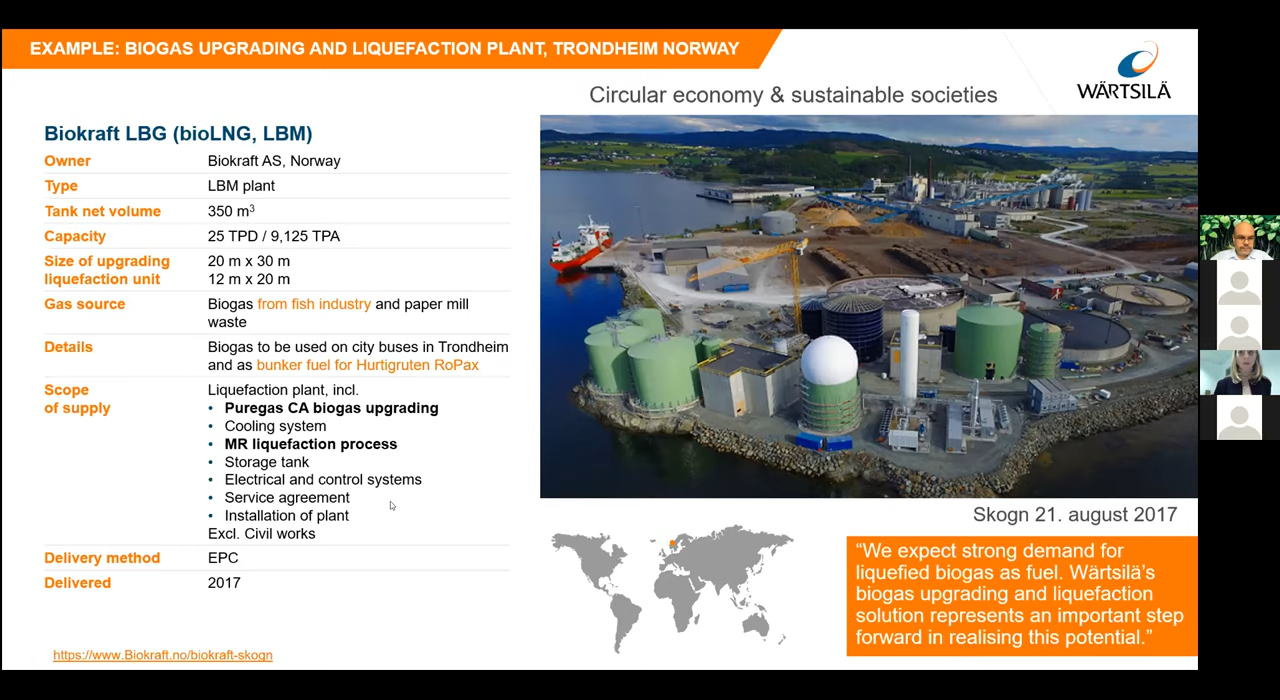 EXAMPLE: BIOGAS UPGRADING AND LIQUEFACTION PLANT, TRONDHEIM NORWAY
WÄRTSILÄ
Circular economy & sustainable societies
Biokraft LBG (bioLNG, LBM)
Owner Biokraft AS, Norway
Type LBM plant
Tank net volume 350 m³
Capacity 25 TPD / 9,125 TPA
Size of upgrading 20 m x 30 m
liquefaction unit 12 m x 20 m
Gas source Biogas from fish industry and paper mill
waste
Details Biogas to be used on city buses in Trondheim
and as bunker fuel for Hurtigruten RoPax
Scope Liquefaction plant, incl.
of supply • Puregas CA biogas upgrading
• Cooling system
• MR liquefaction process
• Storage tank
• Electrical and control systems
• Service agreement
• Installation of plant
Excl. Civil works
Delivery method EPC
Delivered 2017
https://www.Biokraft.no/biokraft-skogn
Skogn 21. august 2017
“We expect strong demand for
liquefied biogas as fuel. Wärtsilä’s
biogas upgrading and liquefaction
solution represents an important step
forward in realising this potential.”